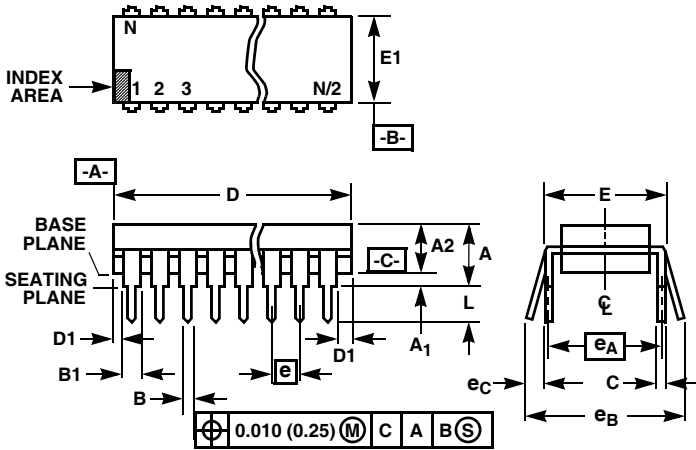 N
E1
INDEX
AREA
1 2 3 N/2
-B-
-A-
D
E
BASE
PLANE
A2
A
-C-
SEATING
PLANE
L
C L
D1
A1
D1
eA
B1
e
eC
C
B
eB
0.010 (0.25) M C A B S